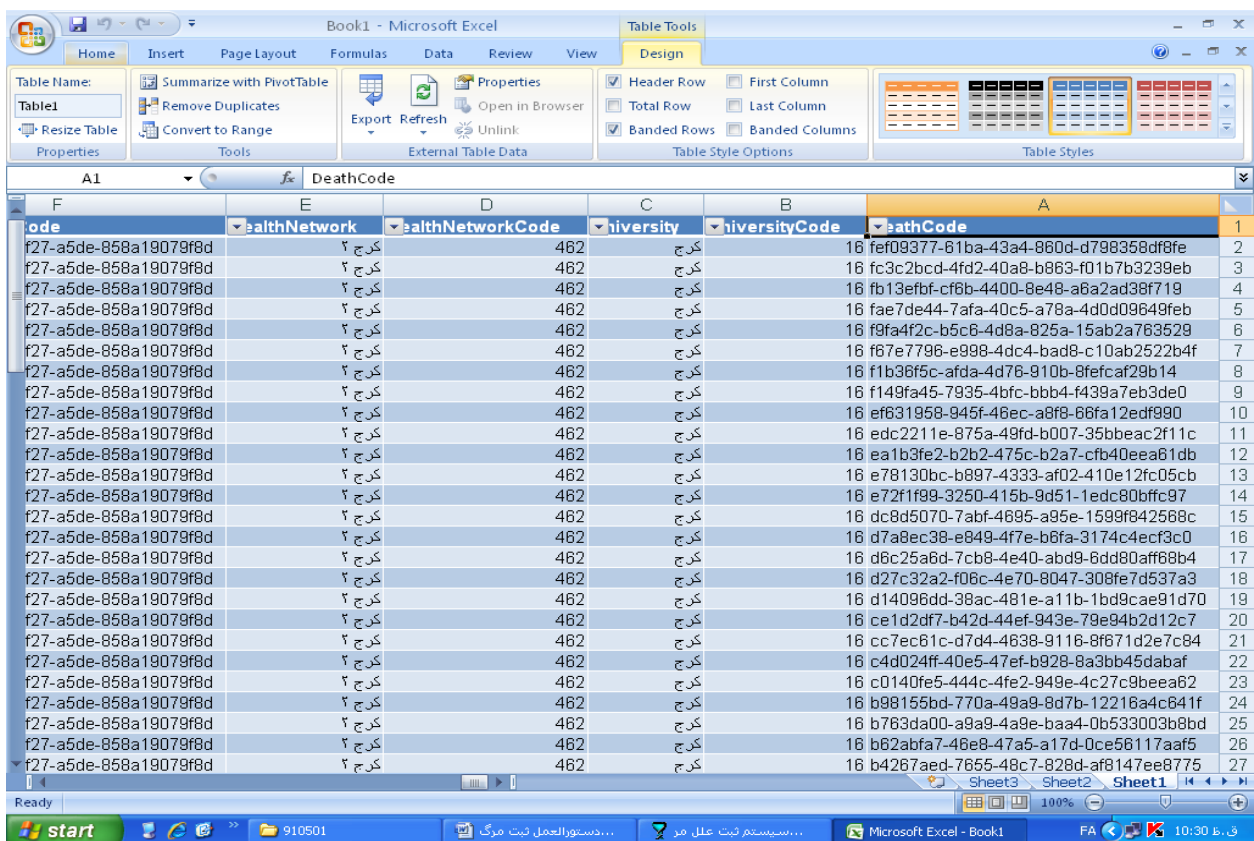 Book1 - Microsoft Excel Table Tools
Home Insert Page Layout Formulas Data Review View Design
Table Name: Summarize with PivotTable Properties Header Row First Column
Table1 Remove Duplicates Export Refresh Open in Browser Total Row Last Column
Resize Table Convert to Range Unlink Banded Rows Banded Columns
Properties Tools External Table Data Table Style Options Table Styles
A1 fx DeathCode
F E D C B A
ode ealthNetwork ealthNetworkCode niversity niversityCode eathCode 1
f27-a5de-858a19079f8d کرج ۲ 462 کرج 16 fef09377-61ba-43a4-860d-d798358df8fe 2
f27-a5de-858a19079f8d کرج ۲ 462 کرج 16 fc3c2bcd-4fd2-40a8-b863-f01b7b3239eb 3
f27-a5de-858a19079f8d کرج ۲ 462 کرج 16 fb13efbf-cf6b-4400-8e48-a6a2ad38f719 4
f27-a5de-858a19079f8d کرج ۲ 462 کرج 16 fae7de44-7afa-40c5-a78a-4d0d09649feb 5
f27-a5de-858a19079f8d کرج ۲ 462 کرج 16 f9fa4f2c-b5c6-4d8a-825a-15ab2a763529 6
f27-a5de-858a19079f8d کرج ۲ 462 کرج 16 f67e7796-e998-4dc4-bad8-c10ab2522b4f 7
f27-a5de-858a19079f8d کرج ۲ 462 کرج 16 f1b36f5c-afda-4d76-910b-8fefcaf29b14 8
f27-a5de-858a19079f8d کرج ۲ 462 کرج 16 f149fa45-7935-4bfc-bbb4-f439a7eb3de0 9
f27-a5de-858a19079f8d کرج ۲ 462 کرج 16 ef631958-945f-46ec-a8f8-66fa12edf990 10
f27-a5de-858a19079f8d کرج ۲ 462 کرج 16 edc2211e-875a-49fd-b007-35bbeac2f11c 11
f27-a5de-858a19079f8d کرج ۲ 462 کرج 16 ea1b3fe2-b2b2-475c-b2a7-cfb40eea61db 12
f27-a5de-858a19079f8d کرج ۲ 462 کرج 16 e78130bc-b897-4333-af02-410e12fc05cb 13
f27-a5de-858a19079f8d کرج ۲ 462 کرج 16 e72f1f99-3250-415b-9d51-1edc80bffc97 14
f27-a5de-858a19079f8d کرج ۲ 462 کرج 16 dc8d5070-7abf-4695-a95e-1599f842568c 15
f27-a5de-858a19079f8d کرج ۲ 462 کرج 16 d7a8ec38-e849-4f7e-b6fa-3174c4ecf3c0 16
f27-a5de-858a19079f8d کرج ۲ 462 کرج 16 d6c25a6d-7cb8-4e40-abd9-6dd80aff68b4 17
f27-a5de-858a19079f8d کرج ۲ 462 کرج 16 d27c32a2-f06c-4e70-8047-308fe7d537a3 18
f27-a5de-858a19079f8d کرج ۲ 462 کرج 16 d14096dd-38ac-481e-a11b-1bd9cae91d70 19
f27-a5de-858a19079f8d کرج ۲ 462 کرج 16 ce1d2df7-b42d-44ef-943e-79e94b2d12c7 20
f27-a5de-858a19079f8d کرج ۲ 462 کرج 16 cc7ec61c-d7d4-4638-9116-8f671d2e7c84 21
f27-a5de-858a19079f8d کرج ۲ 462 کرج 16 c4d024ff-40e5-47ef-b928-8a3bb45dabaf 22
f27-a5de-858a19079f8d کرج ۲ 462 کرج 16 c0140fe5-444c-4fe2-949e-4c27c9beea62 23
f27-a5de-858a19079f8d کرج ۲ 462 کرج 16 b98155bd-770a-49a9-8d7b-12216a4c641f 24
f27-a5de-858a19079f8d کرج ۲ 462 کرج 16 b763da00-a9a9-4a9e-baa4-0b533003b8bd 25
f27-a5de-858a19079f8d کرج ۲ 462 کرج 16 b62abfa7-46e8-47a5-a17d-0ce56117aaf5 26
f27-a5de-858a19079f8d کرج ۲ 462 کرج 16 b4267aed-7655-48c7-828d-af8147ee8775 27
Sheet3 Sheet2 Sheet1
Ready 100%
start 910501 دستورالعمل ثبت مرگ... سیستم ثبت علل مر... Microsoft Excel - Book1 FA 10:30 ق.ظ